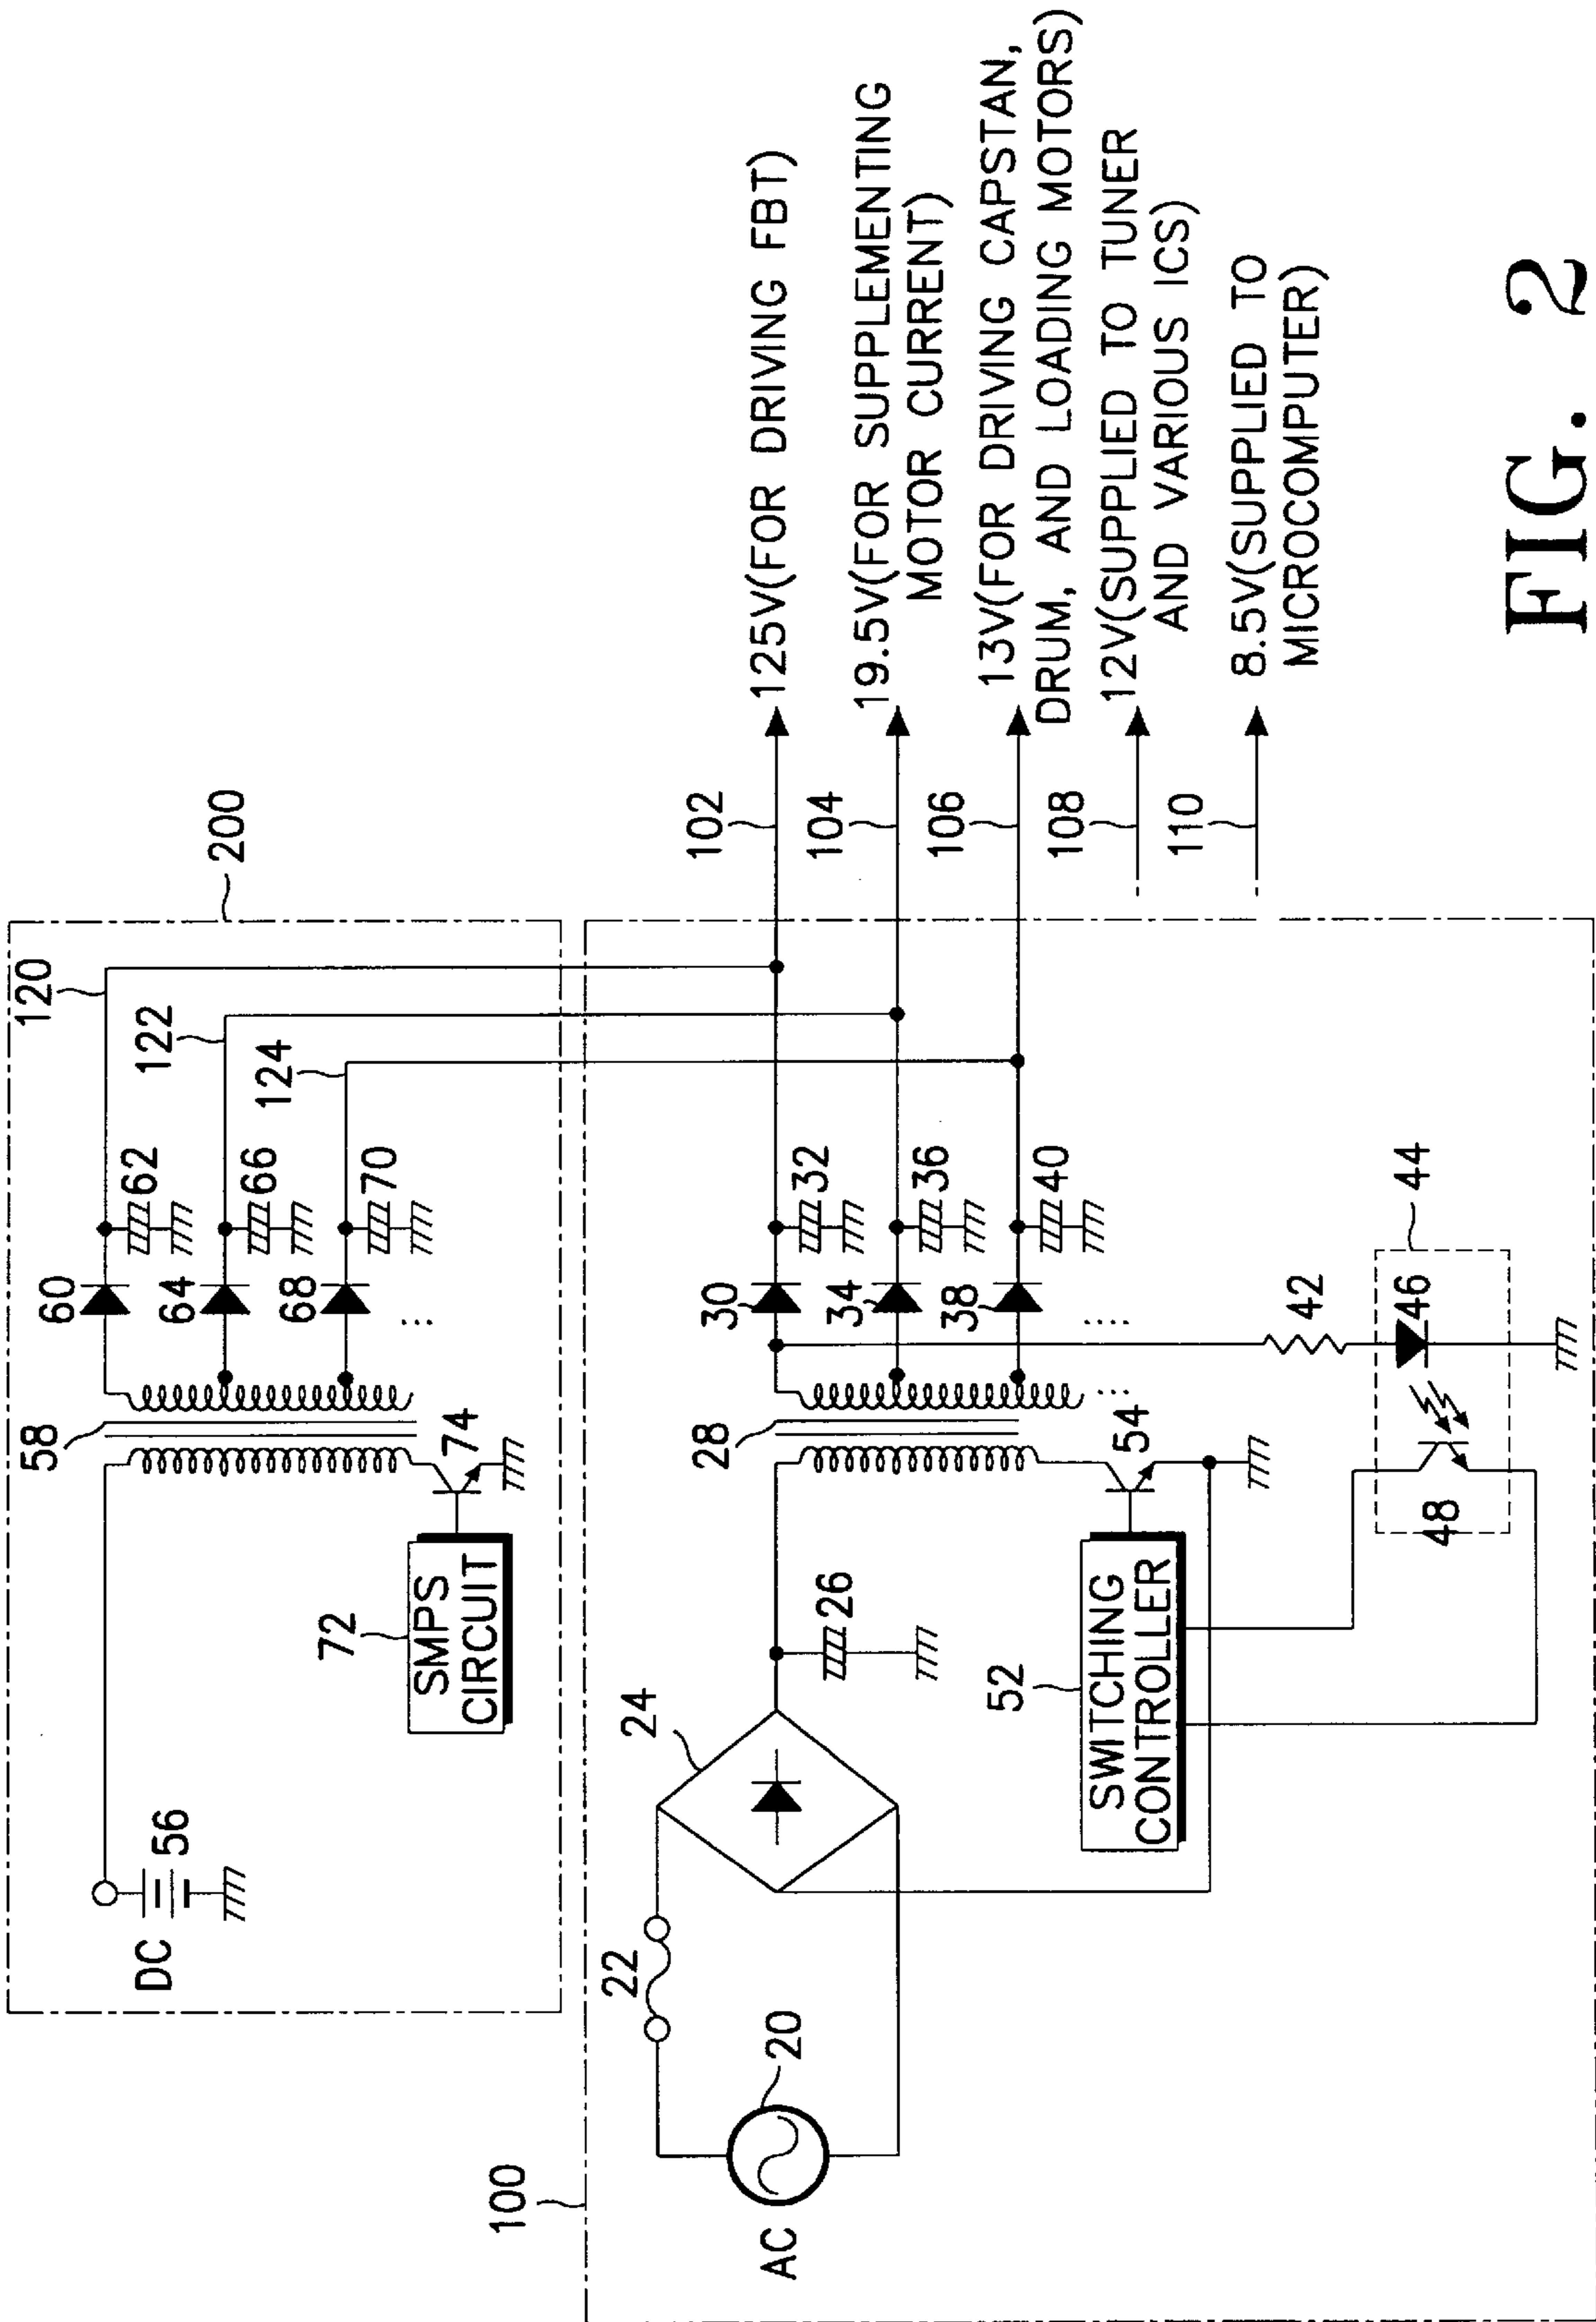 120
200
60
62
122
58
64
66
124
68
70
74
DC
56
72
SMPS
CIRCUIT
100
102
125V(FOR DRIVING FBT)
22
24
30
32
104
19.5V(FOR SUPPLEMENTING
MOTOR CURRENT)
AC
20
26
28
34
36
106
13V(FOR DRIVING CAPSTAN,
DRUM, AND LOADING MOTORS)
38
40
108
12V(SUPPLIED TO TUNER
AND VARIOUS ICS)
52
SWITCHING
CONTROLLER
54
110
8.5V(SUPPLIED TO
MICROCOMPUTER)
42
44
46
48
FIG. 2